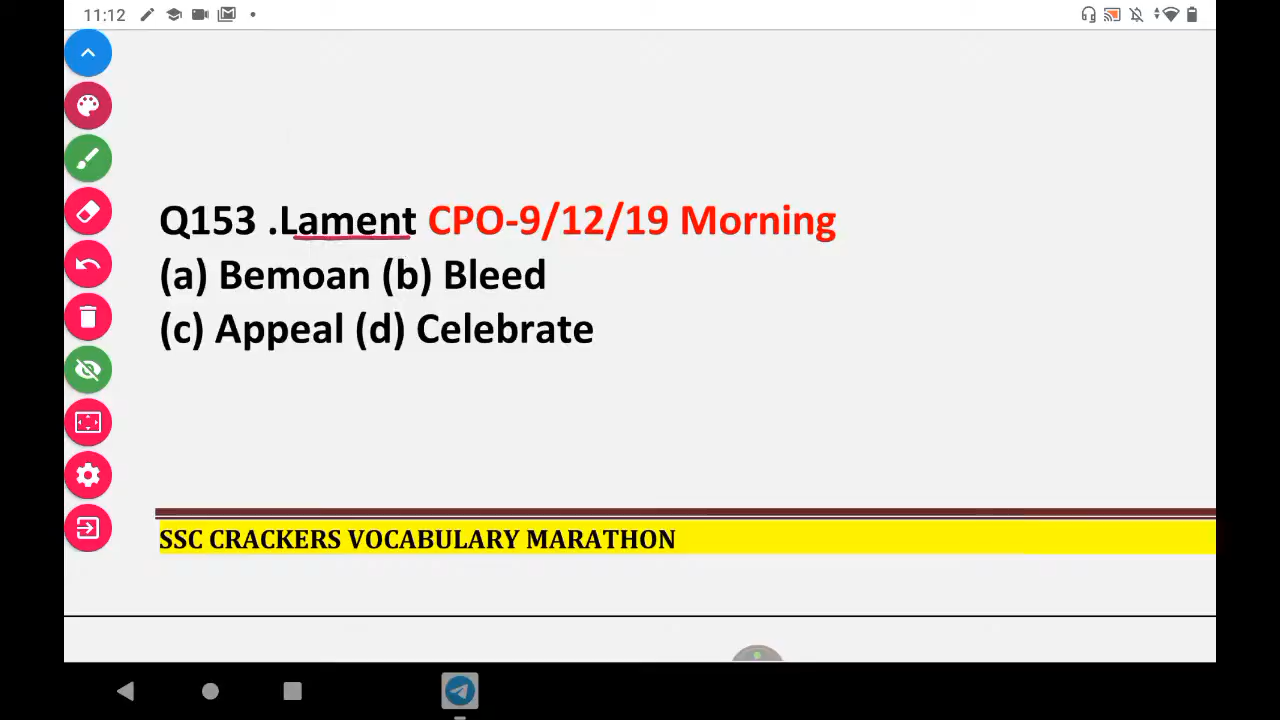 11:12
Q153 .Lament CPO-9/12/19 Morning
(a) Bemoan (b) Bleed
(c) Appeal (d) Celebrate
SSC CRACKERS VOCABULARY MARATHON